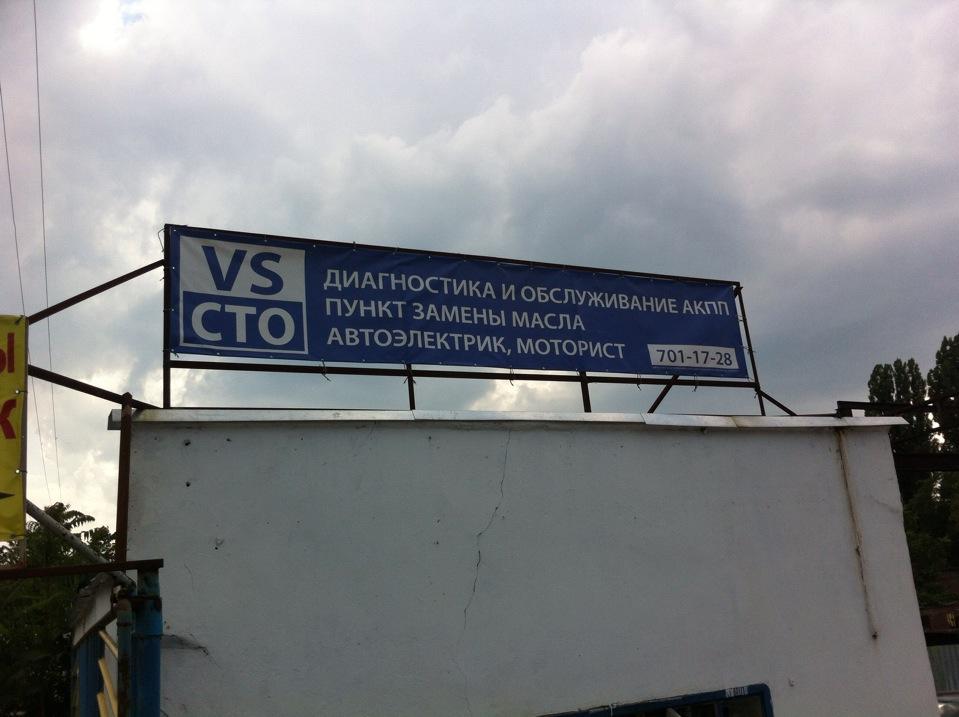 VS
СТО
ДИАГНОСТИКА И ОБСЛУЖИВАНИЕ АКПП
ПУНКТ ЗАМЕНЫ МАСЛА
АВТОЭЛЕКТРИК, МОТОРИСТ
701-17-28
Ы
К